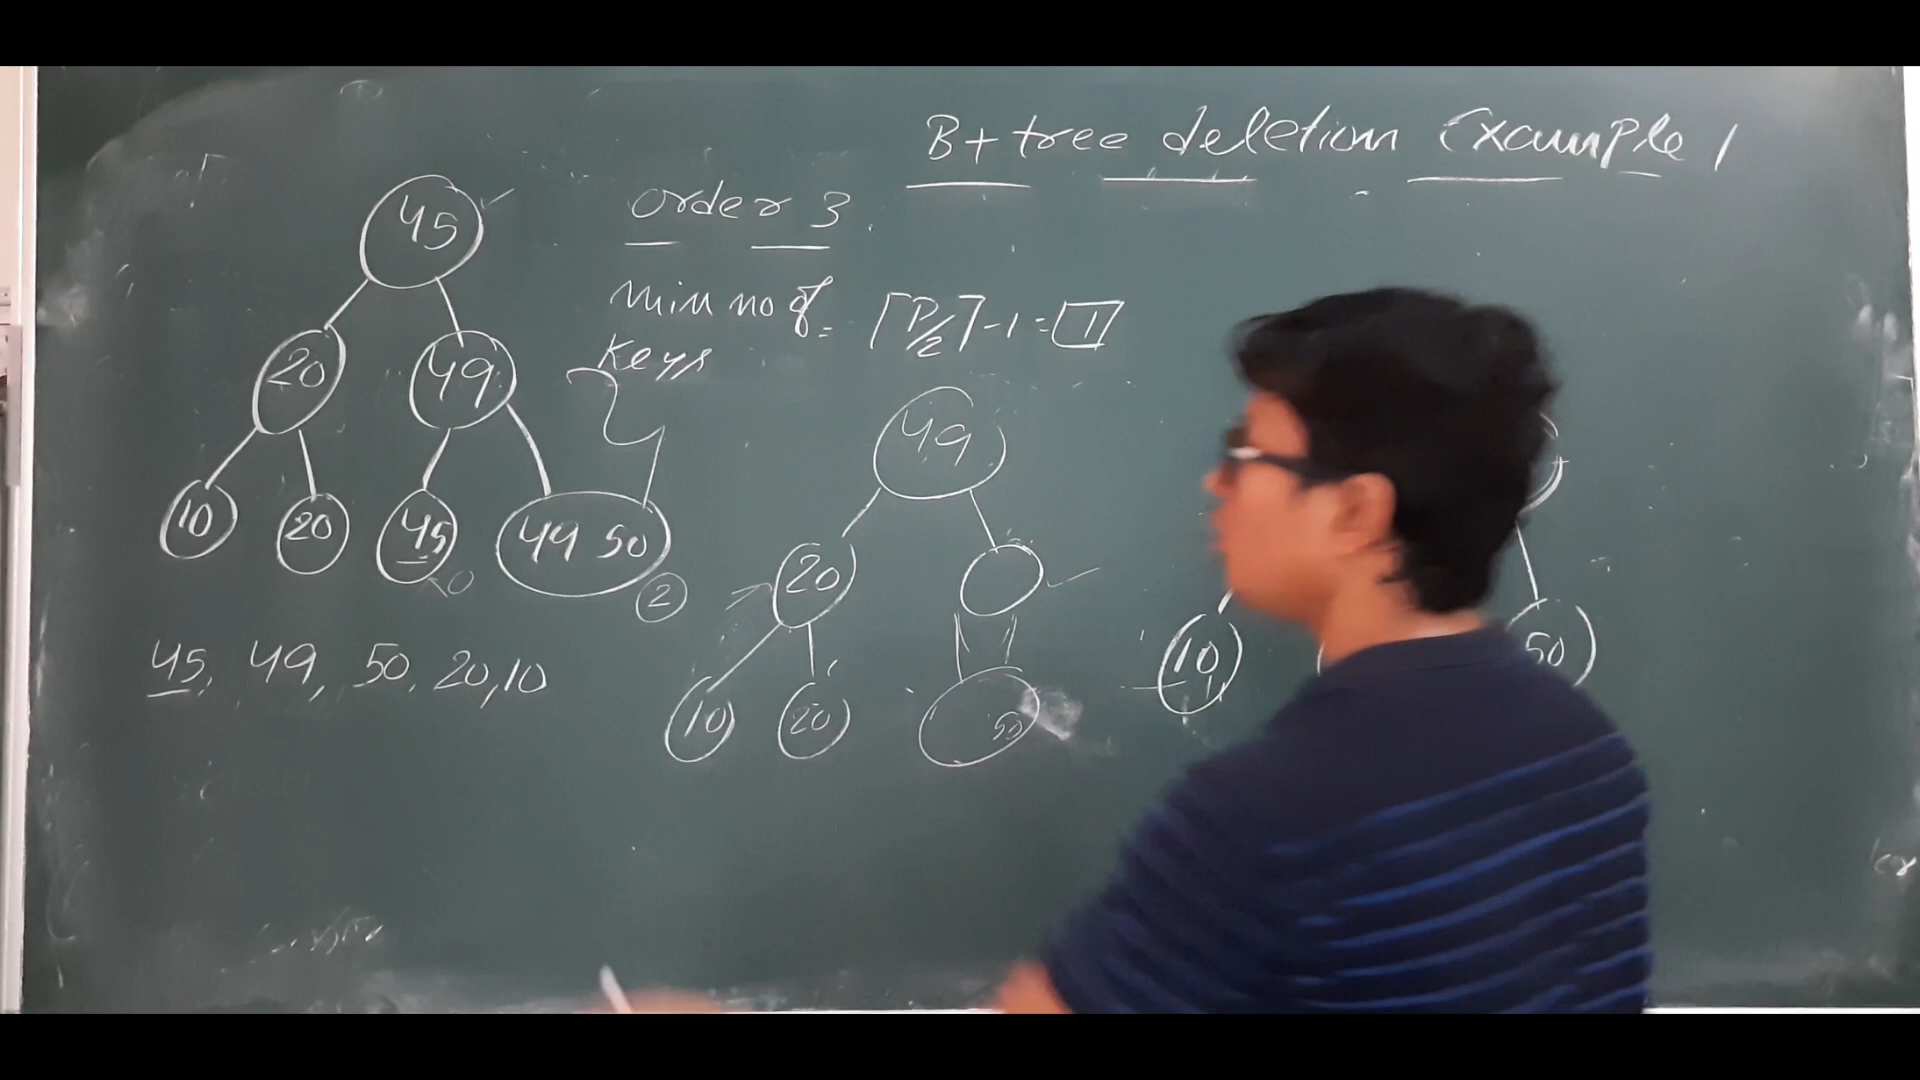 B+ tree deletion Example 1
order 3
min no of = ⌈P/2⌉-1 = 1
Keys
45
20 49
10 20 45 49 50
2
45, 49, 50, 20, 10
49
20
10 20 50
10 50